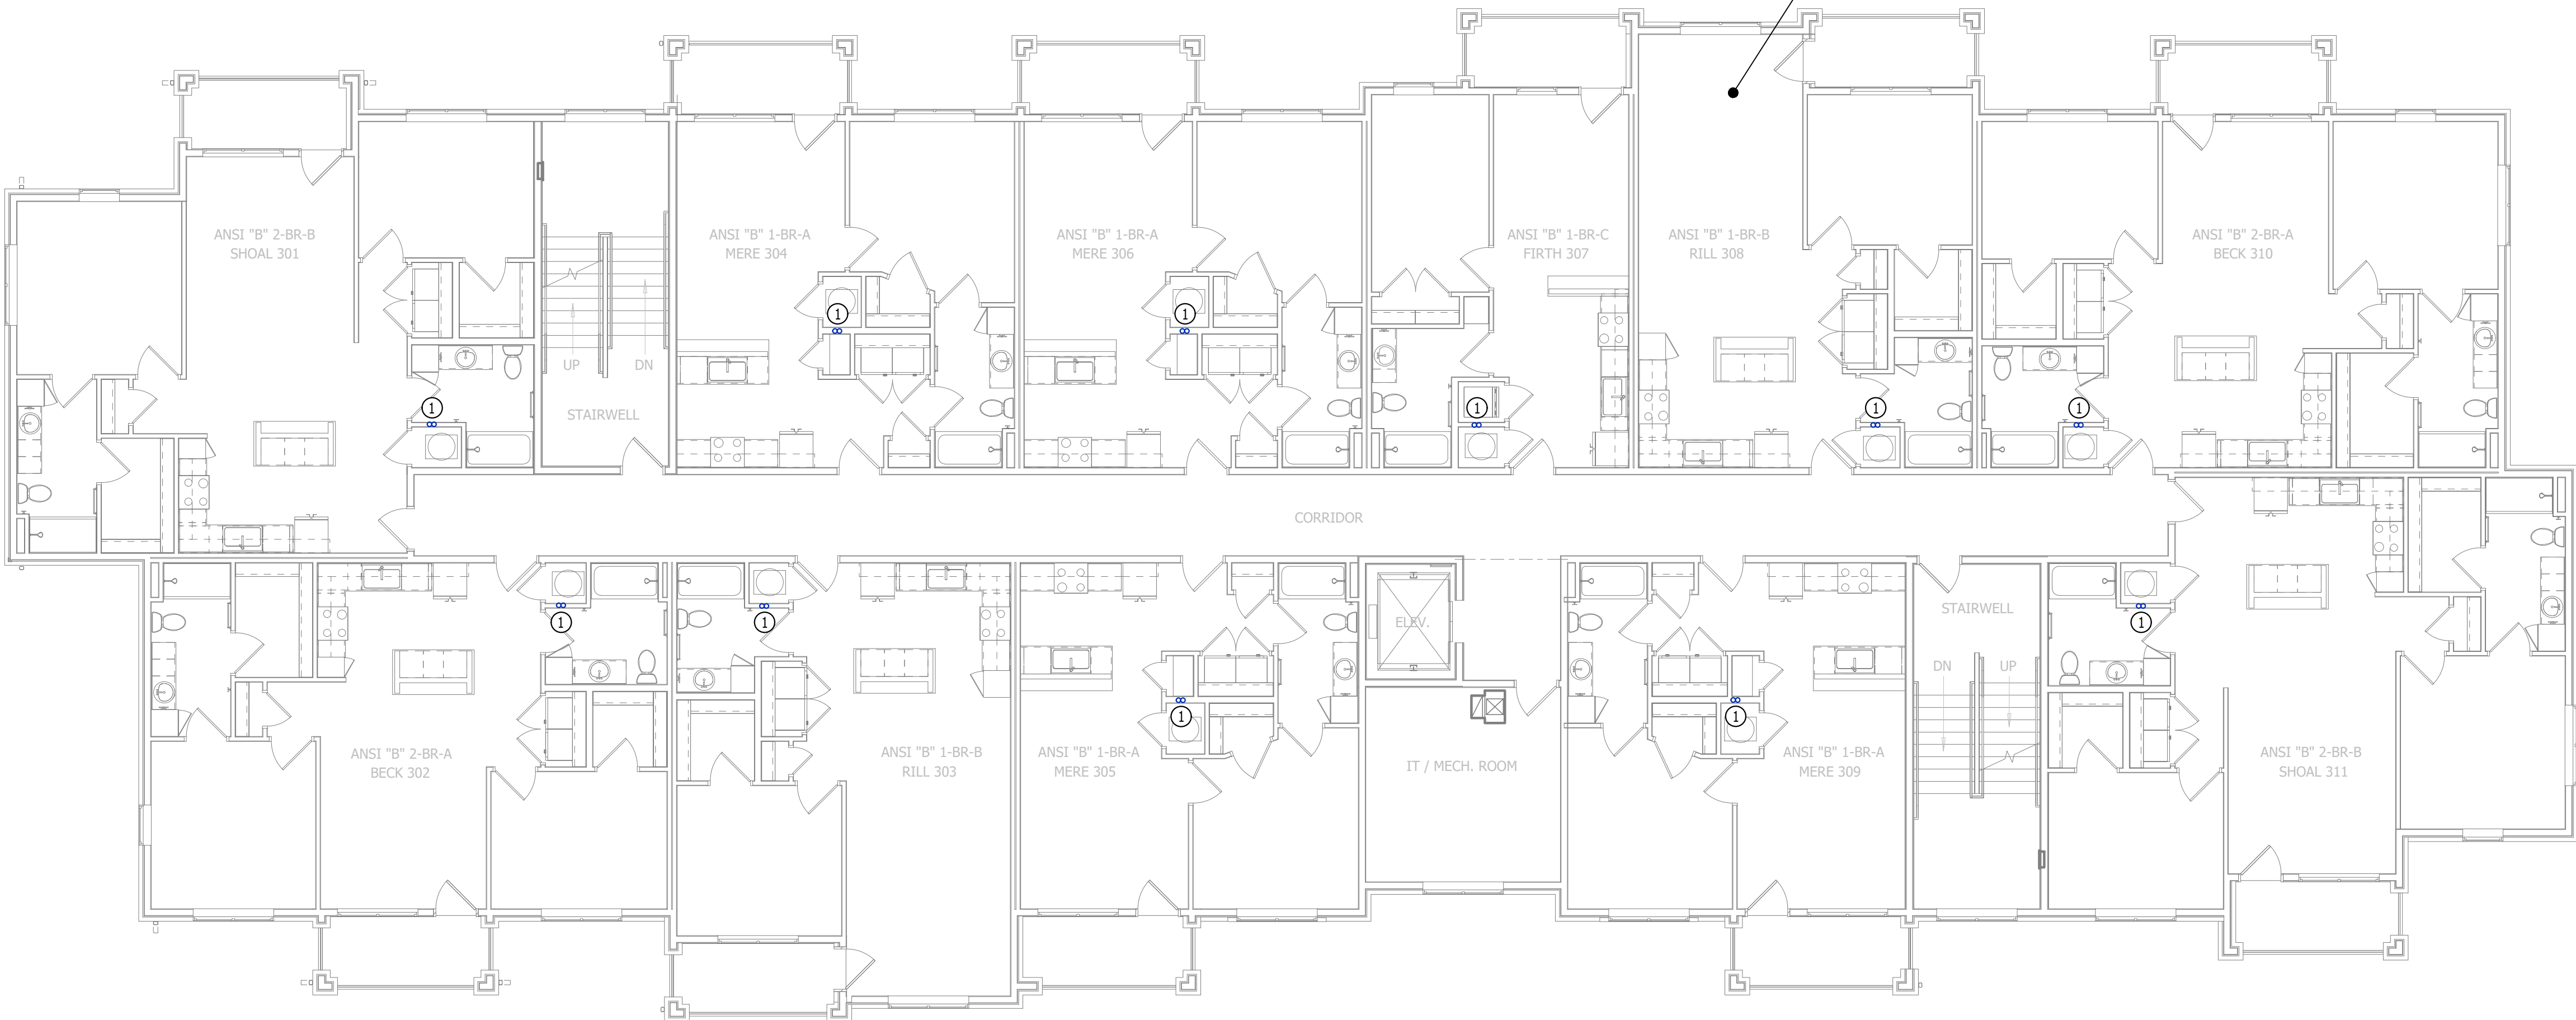 ANSI "B" 2-BR-B
SHOAL 301
ANSI "B" 1-BR-A
MERE 304
ANSI "B" 1-BR-A
MERE 306
ANSI "B" 1-BR-C
FIRTH 307
ANSI "B" 1-BR-B
RILL 308
ANSI "B" 2-BR-A
BECK 310
1
1
UP
DN
STAIRWELL
1
1
1
1
CORRIDOR
1
1
ELEV.
STAIRWELL
1
DN
UP
1
1
ANSI "B" 2-BR-A
BECK 302
ANSI "B" 1-BR-B
RILL 303
ANSI "B" 1-BR-A
MERE 305
IT / MECH. ROOM
ANSI "B" 1-BR-A
MERE 309
ANSI "B" 2-BR-B
SHOAL 311